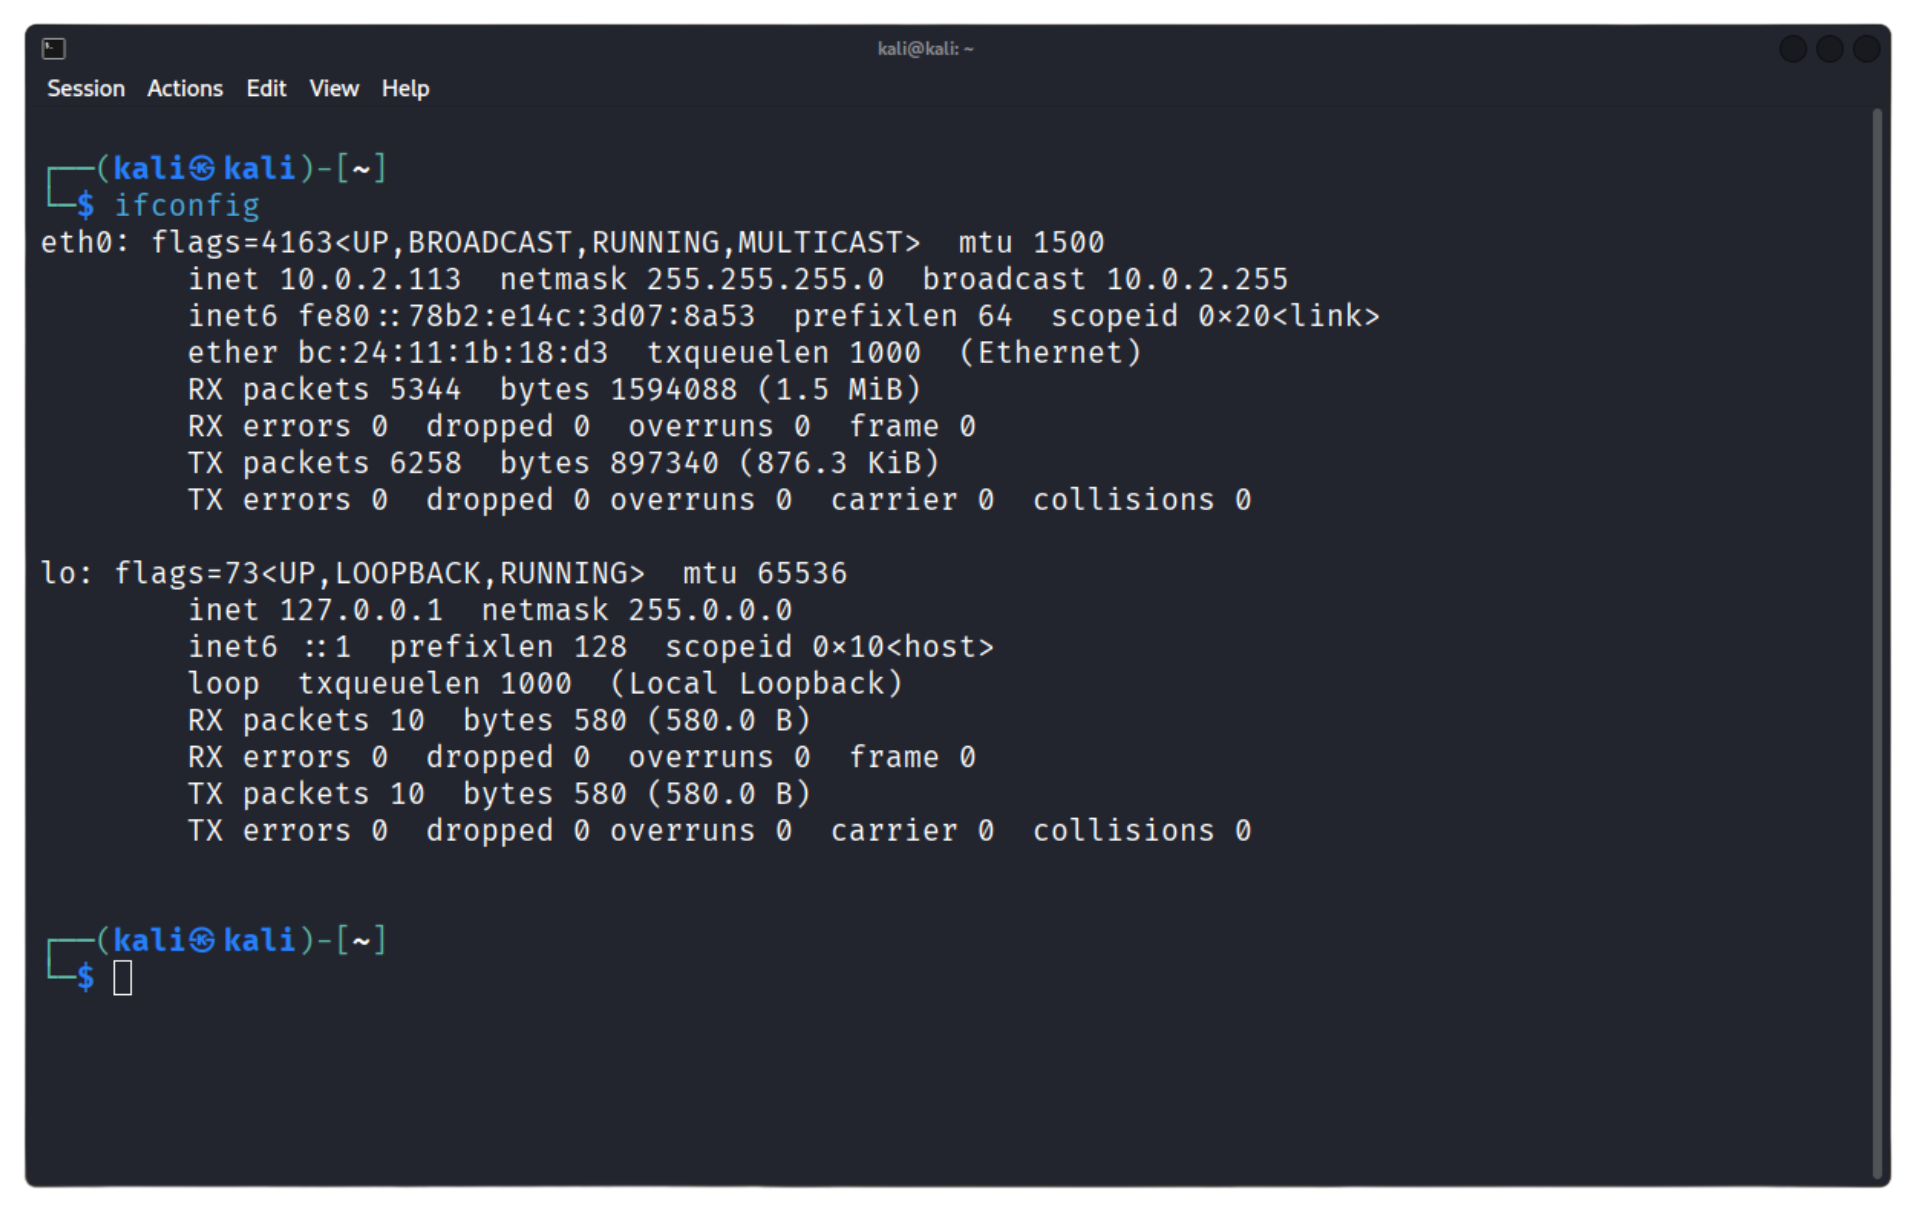 kali@kali: ~
Session Actions Edit View Help
┌──(kali㉿kali)-[~]
└─$ ifconfig
eth0: flags=4163<UP,BROADCAST,RUNNING,MULTICAST>  mtu 1500
        inet 10.0.2.113  netmask 255.255.255.0  broadcast 10.0.2.255
        inet6 fe80::78b2:e14c:3d07:8a53  prefixlen 64  scopeid 0×20<link>
        ether bc:24:11:1b:18:d3  txqueuelen 1000  (Ethernet)
        RX packets 5344  bytes 1594088 (1.5 MiB)
        RX errors 0  dropped 0  overruns 0  frame 0
        TX packets 6258  bytes 897340 (876.3 KiB)
        TX errors 0  dropped 0 overruns 0  carrier 0  collisions 0
lo: flags=73<UP,LOOPBACK,RUNNING>  mtu 65536
        inet 127.0.0.1  netmask 255.0.0.0
        inet6 ::1  prefixlen 128  scopeid 0×10<host>
        loop  txqueuelen 1000  (Local Loopback)
        RX packets 10  bytes 580 (580.0 B)
        RX errors 0  dropped 0  overruns 0  frame 0
        TX packets 10  bytes 580 (580.0 B)
        TX errors 0  dropped 0 overruns 0  carrier 0  collisions 0
┌──(kali㉿kali)-[~]
└─$